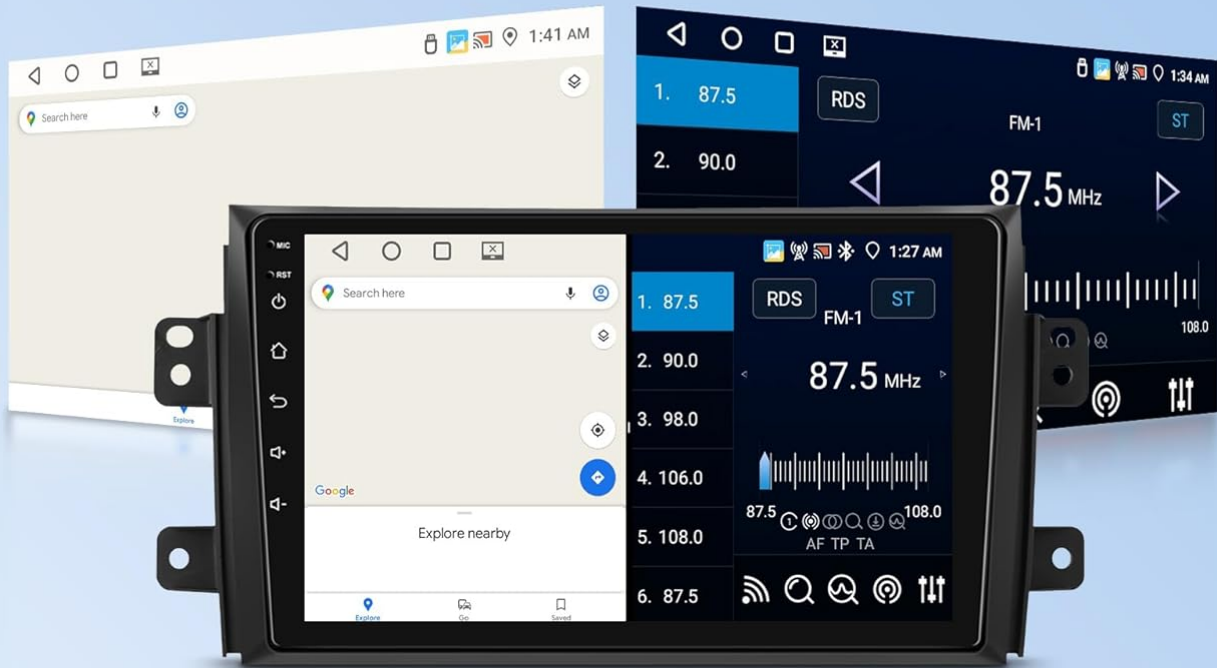 1:41 AM
Search here
Explore
1:34 AM
1. 87.5
2. 90.0
RDS
FM-1
ST
87.5 MHz
108.0
MIC
RST
Search here
Google
Explore nearby
Explore
Go
Saved
1:27 AM
1. 87.5
2. 90.0
3. 98.0
4. 106.0
5. 108.0
6. 87.5
RDS
FM-1
ST
87.5 MHz
87.5
1
108.0
AF TP TA